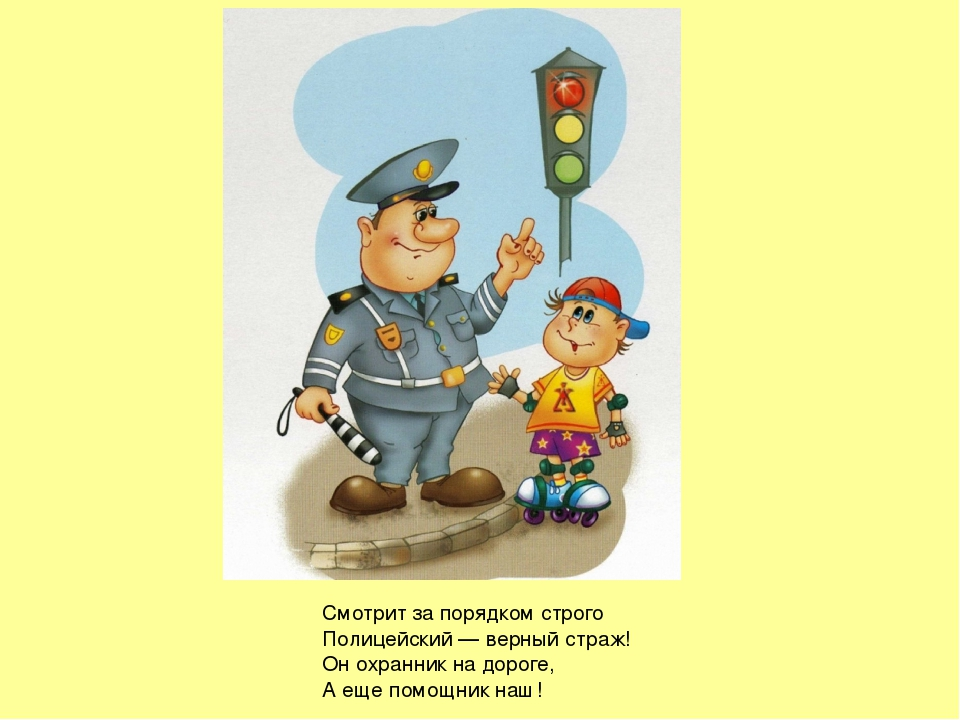 Смотрит за порядком строго
Полицейский — верный страж!
Он охранник на дороге,
А еще помощник наш !